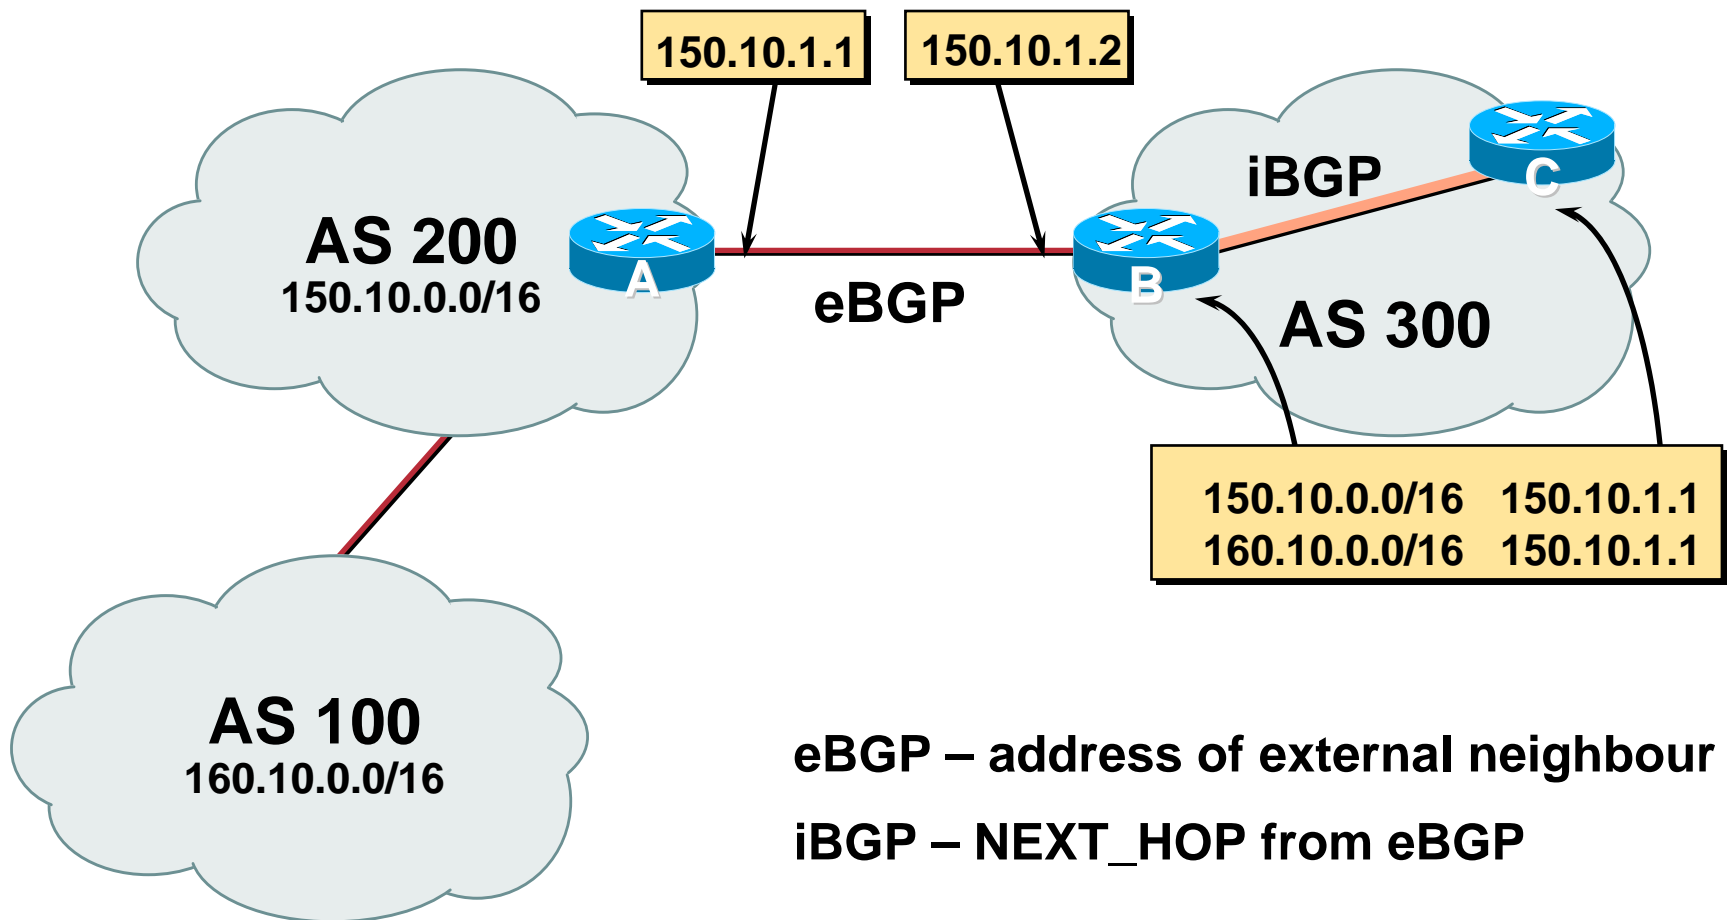 150.10.1.1
150.10.1.2
iBGP
C
AS 200
150.10.0.0/16
A
eBGP
B
AS 300
150.10.0.0/16 150.10.1.1
160.10.0.0/16 150.10.1.1
AS 100
160.10.0.0/16
eBGP – address of external neighbour
iBGP – NEXT_HOP from eBGP